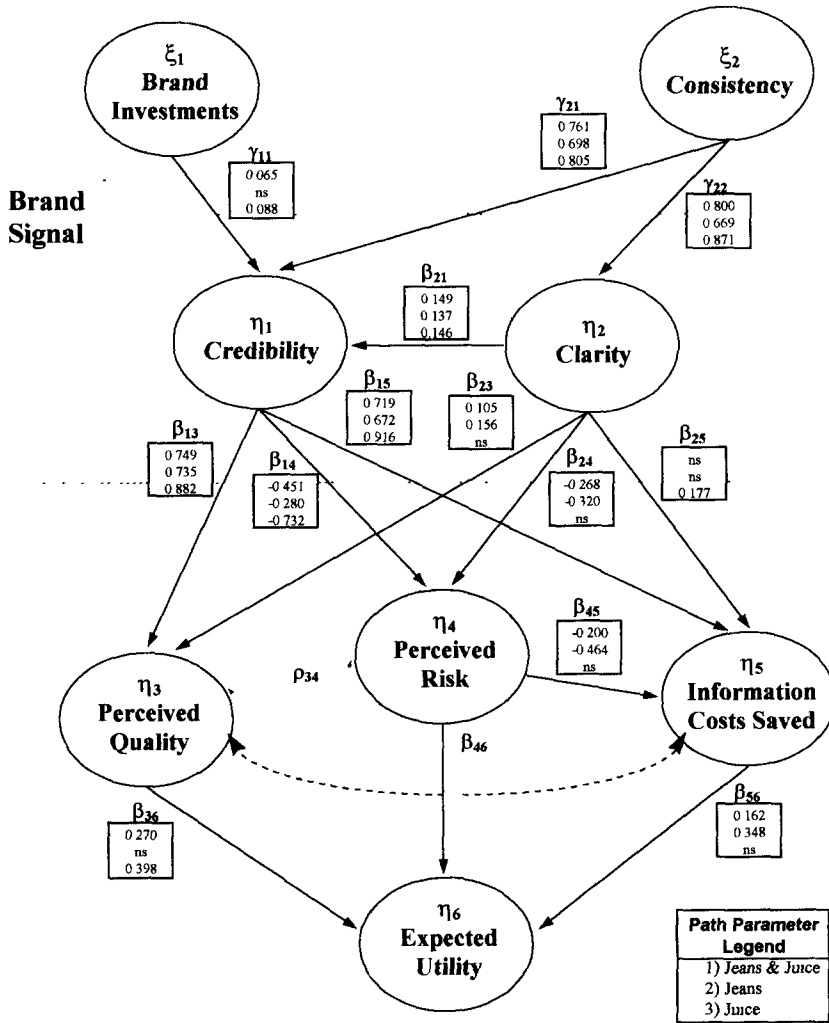 ξ1
Brand
Investments
ξ2
Consistency
γ11
0 065
ns
0 088
γ21
0 761
0 698
0 805
γ22
0 800
0 669
0 871
Brand
Signal
η1
Credibility
β21
0 149
0 137
0.146
η2
Clarity
β13
0 749
0 735
0 882
β14
-0 451
-0 280
-0 732
β15
0 719
0 672
0 916
β23
0 105
0 156
ns
β24
-0 268
-0 320
ns
β25
ns
ns
0 177
η3
Perceived
Quality
ρ34
η4
Perceived
Risk
β45
-0 200
-0 464
ns
η5
Information
Costs Saved
β36
0 270
ns
0 398
β46
β56
0 162
0 348
ns
η6
Expected
Utility
Path Parameter
Legend
1) Jeans & Juice
2) Jeans
3) Juice